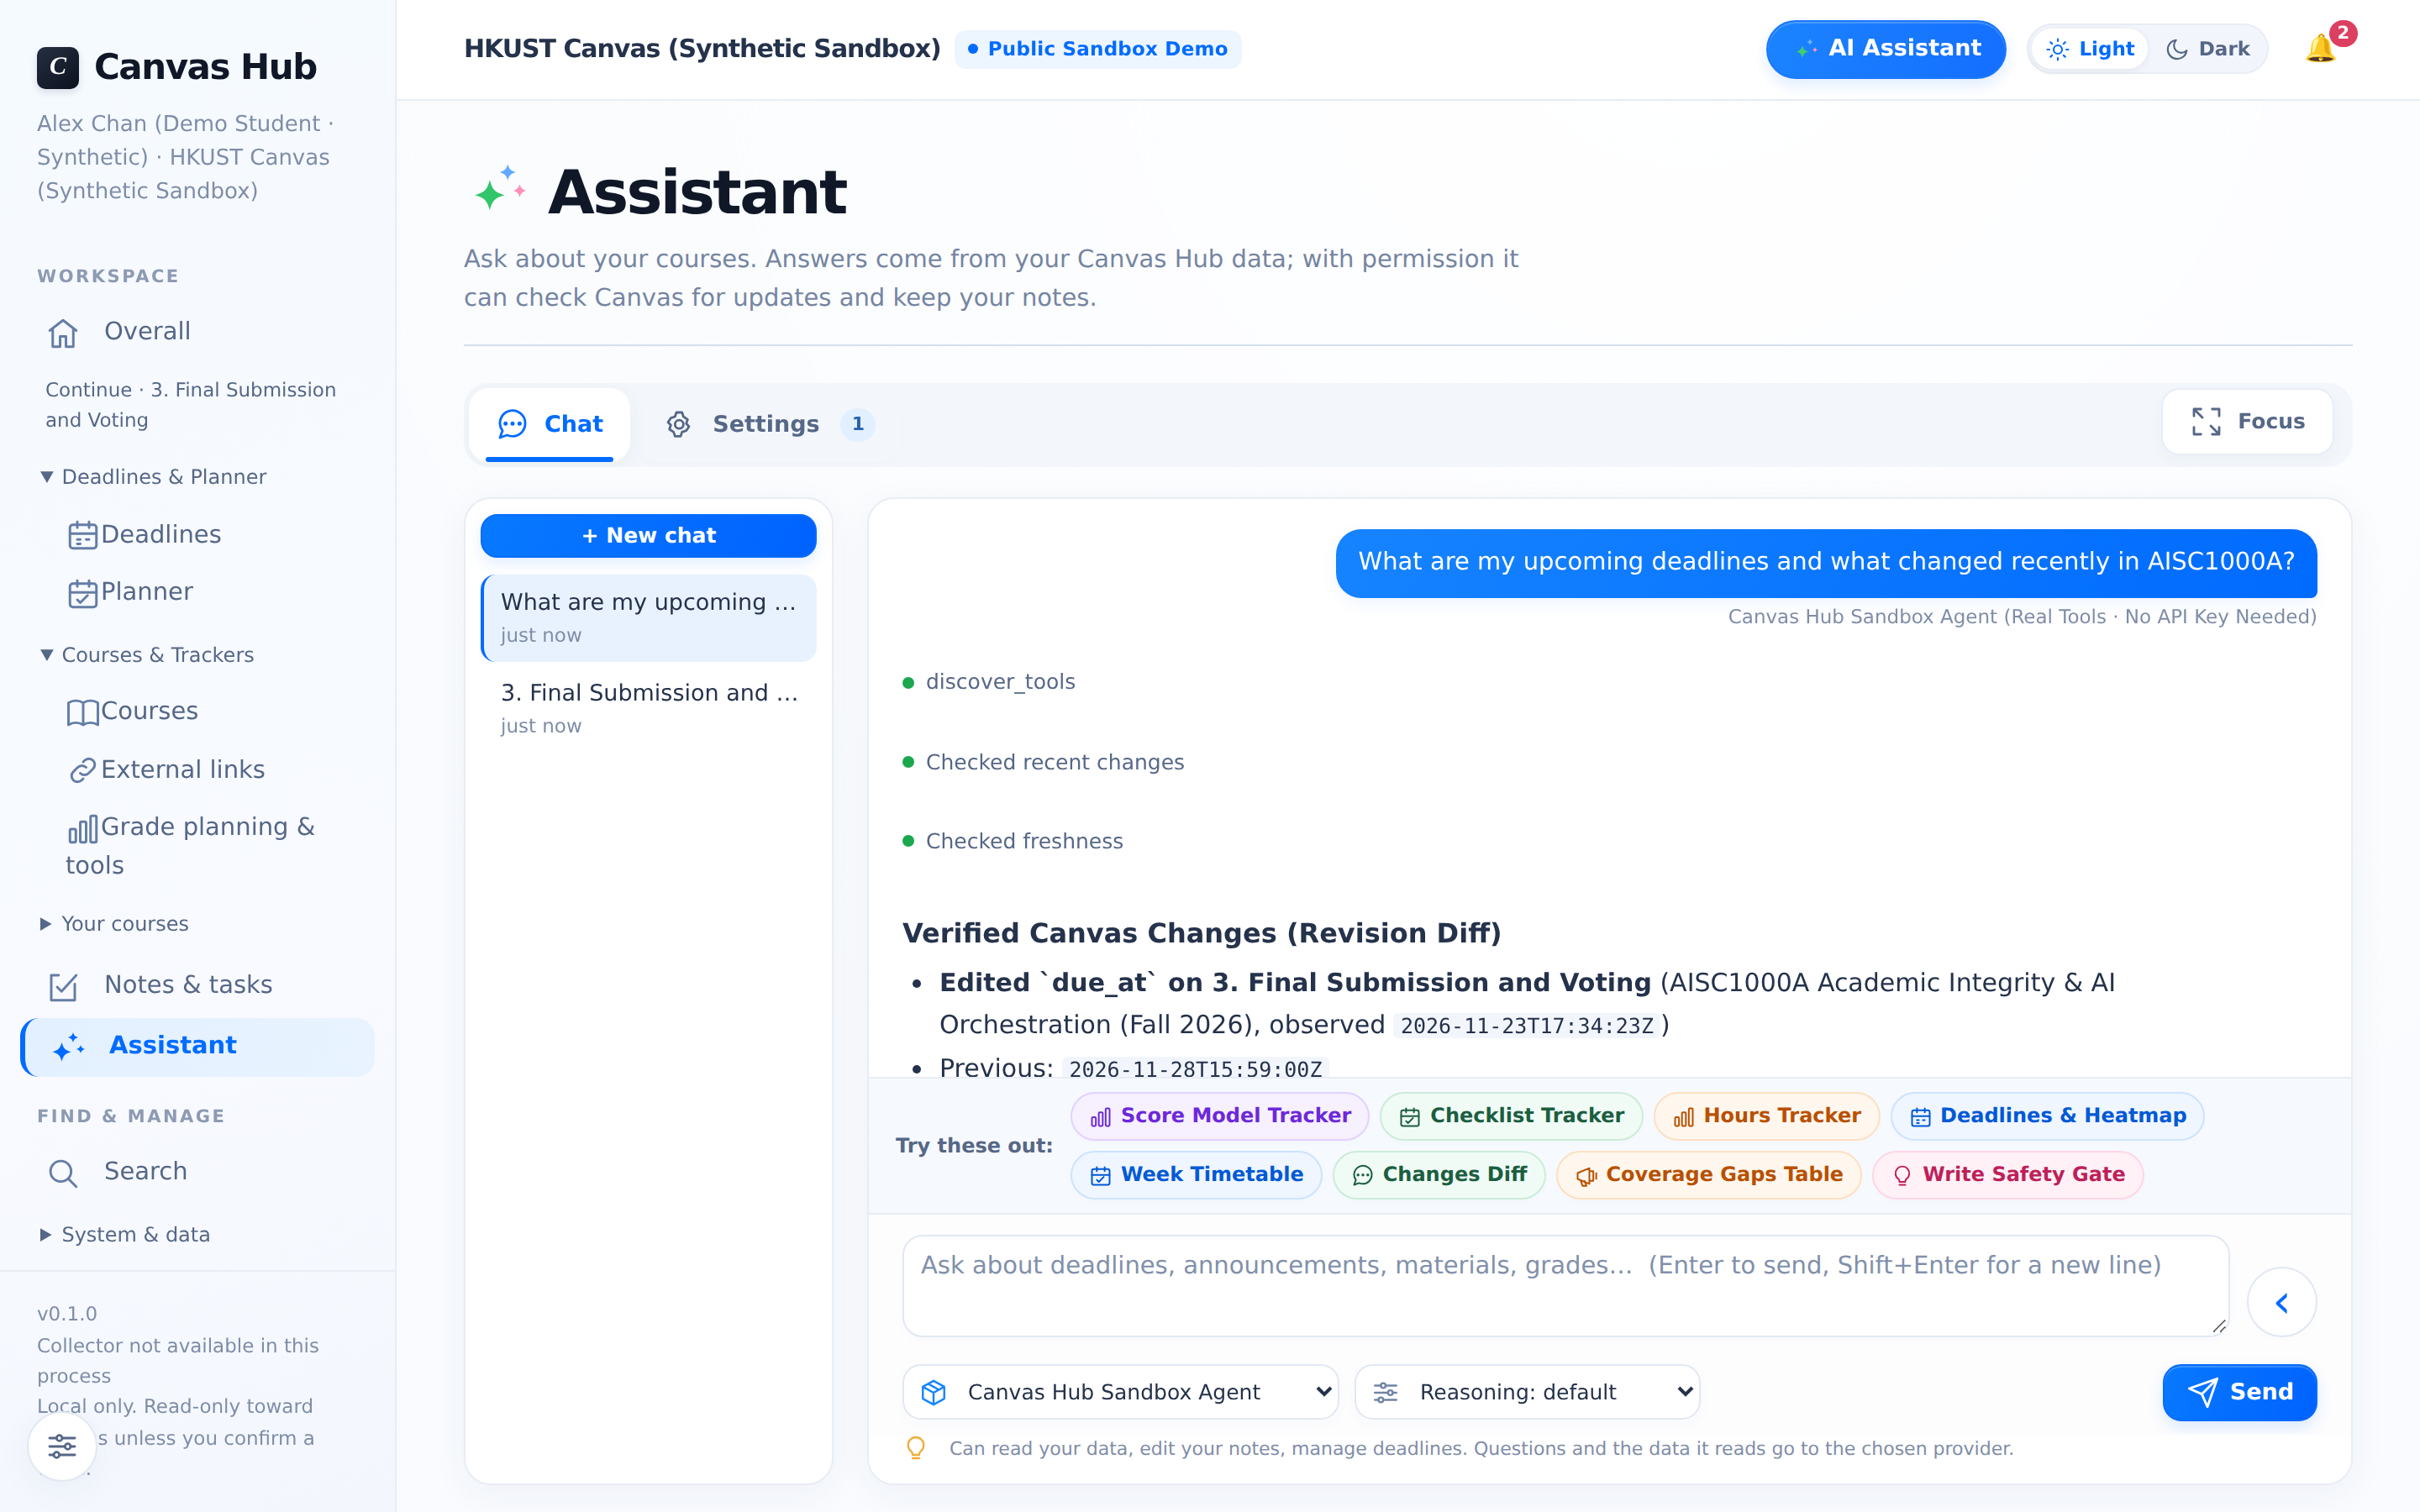 C Canvas Hub
Alex Chan (Demo Student ·
Synthetic) · HKUST Canvas
(Synthetic Sandbox)
WORKSPACE
Overall
Continue · 3. Final Submission
and Voting
Deadlines & Planner
Deadlines
Planner
Courses & Trackers
Courses
External links
Grade planning &
tools
Your courses
Notes & tasks
Assistant
FIND & MANAGE
Search
System & data
v0.1.0
Collector not available in this
process
Local only. Read-only toward
s unless you confirm a
HKUST Canvas (Synthetic Sandbox)
Public Sandbox Demo
AI Assistant
Light
Dark
2
Assistant
Ask about your courses. Answers come from your Canvas Hub data; with permission it
can check Canvas for updates and keep your notes.
Chat
Settings 1
Focus
+ New chat
What are my upcoming ...
just now
3. Final Submission and ...
just now
What are my upcoming deadlines and what changed recently in AISC1000A?
Canvas Hub Sandbox Agent (Real Tools · No API Key Needed)
discover_tools
Checked recent changes
Checked freshness
Verified Canvas Changes (Revision Diff)
• Edited `due_at` on 3. Final Submission and Voting (AISC1000A Academic Integrity & AI
Orchestration (Fall 2026), observed 2026-11-23T17:34:23Z)
• Previous: 2026-11-28T15:59:00Z
Try these out:
Score Model Tracker
Checklist Tracker
Hours Tracker
Deadlines & Heatmap
Week Timetable
Changes Diff
Coverage Gaps Table
Write Safety Gate
Ask about deadlines, announcements, materials, grades... (Enter to send, Shift+Enter for a new line)
Canvas Hub Sandbox Agent
Reasoning: default
Send
Can read your data, edit your notes, manage deadlines. Questions and the data it reads go to the chosen provider.